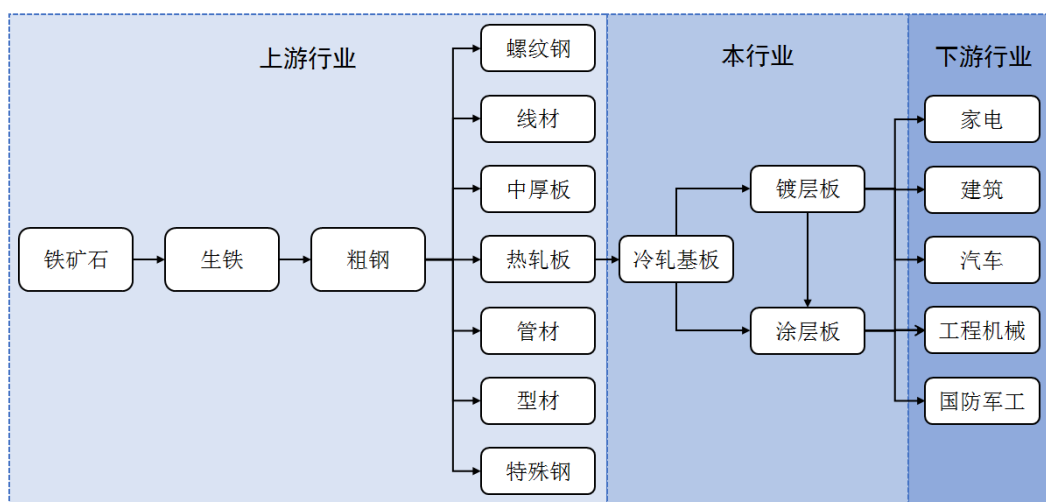 上游行业
本行业
下游行业
铁矿石
生铁
粗钢
螺纹钢
线材
中厚板
热轧板
管材
型材
特殊钢
冷轧基板
镀层板
涂层板
家电
建筑
汽车
工程机械
国防军工